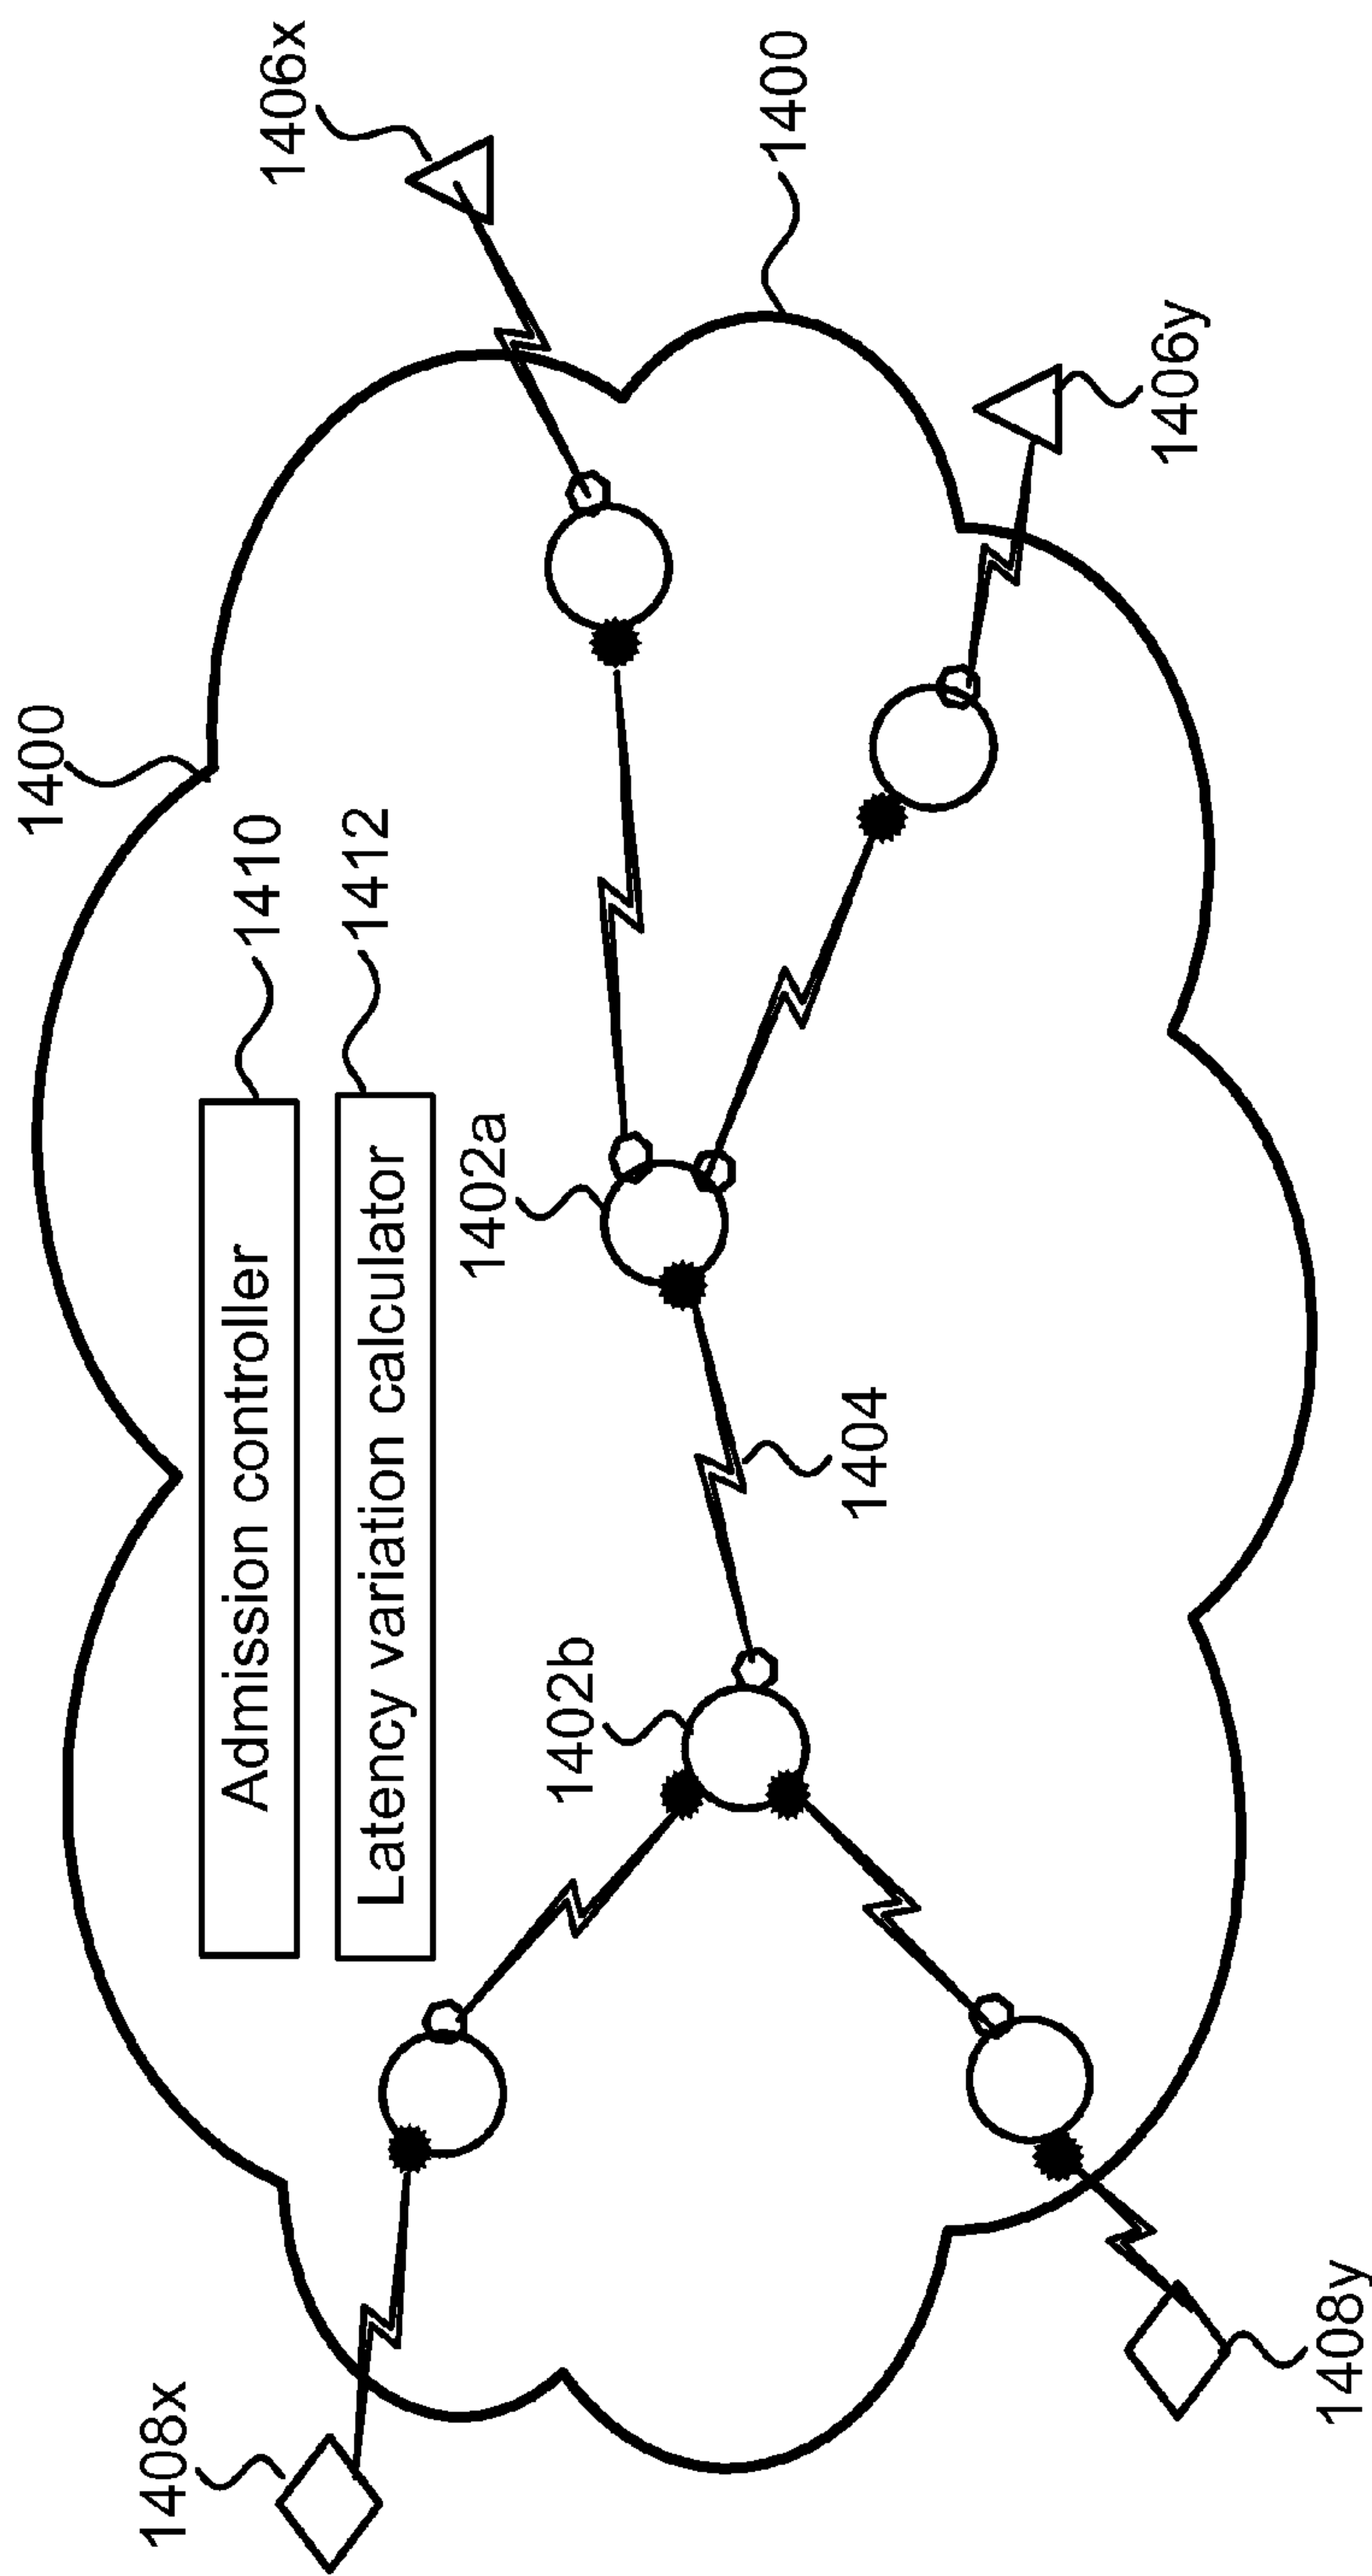 1400
1406x
1410
Admission controller
1412
Latency variation calculator
1400
1402a
1402b
1408x
1404
1406y
1408y